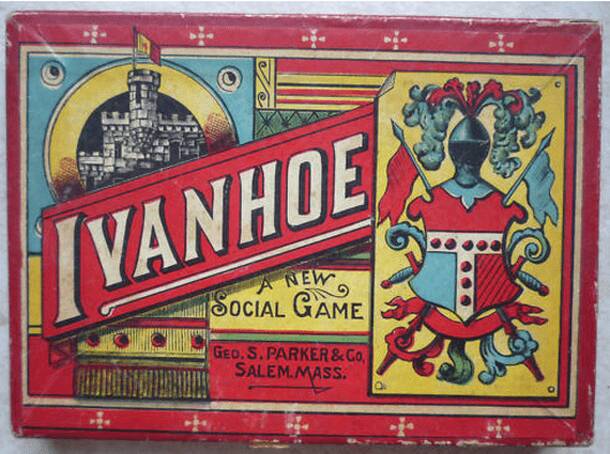 IVANHOE
A NEW
SOCIAL GAME
GEO. S. PARKER & CO,
SALEM. MASS.